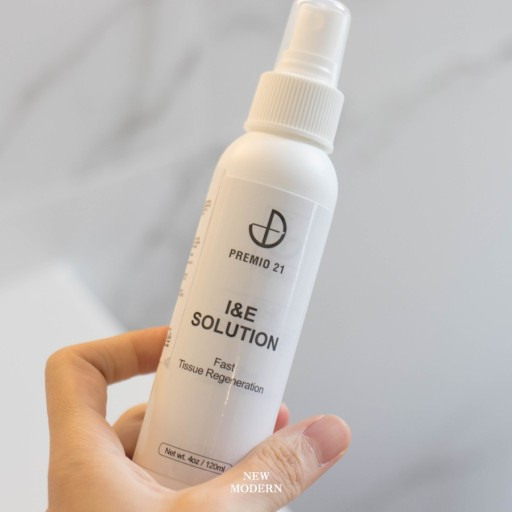 PREMIO 21
I&E
SOLUTION
Fast
Tissue Regeneration
Net wt. 4oz / 120ml
NEW
MODERN